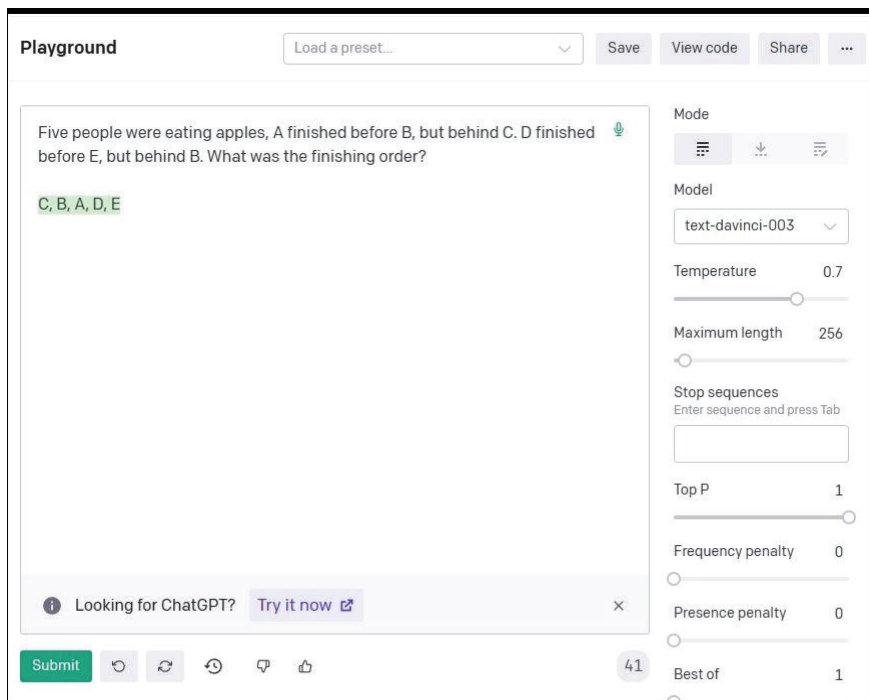 Playground
Load a preset...
Save
View code
Share
...
Five people were eating apples, A finished before B, but behind C. D finished
before E, but behind B. What was the finishing order?
C, B, A, D, E
Looking for ChatGPT?
Try it now
Submit
41
Mode
Model
text-davinci-003
Temperature 0.7
Maximum length 256
Stop sequences
Enter sequence and press Tab
Top P 1
Frequency penalty 0
Presence penalty 0
Best of 1